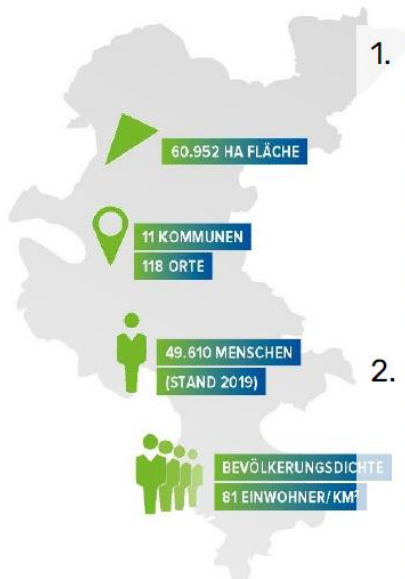 1.
60.952 HA FLÄCHE
11 KOMMUNEN
118 ORTE
49.610 MENSCHEN
(STAND 2019)
2.
BEVÖLKERUNGSDICHTE
81 EINWOHNER/KM²